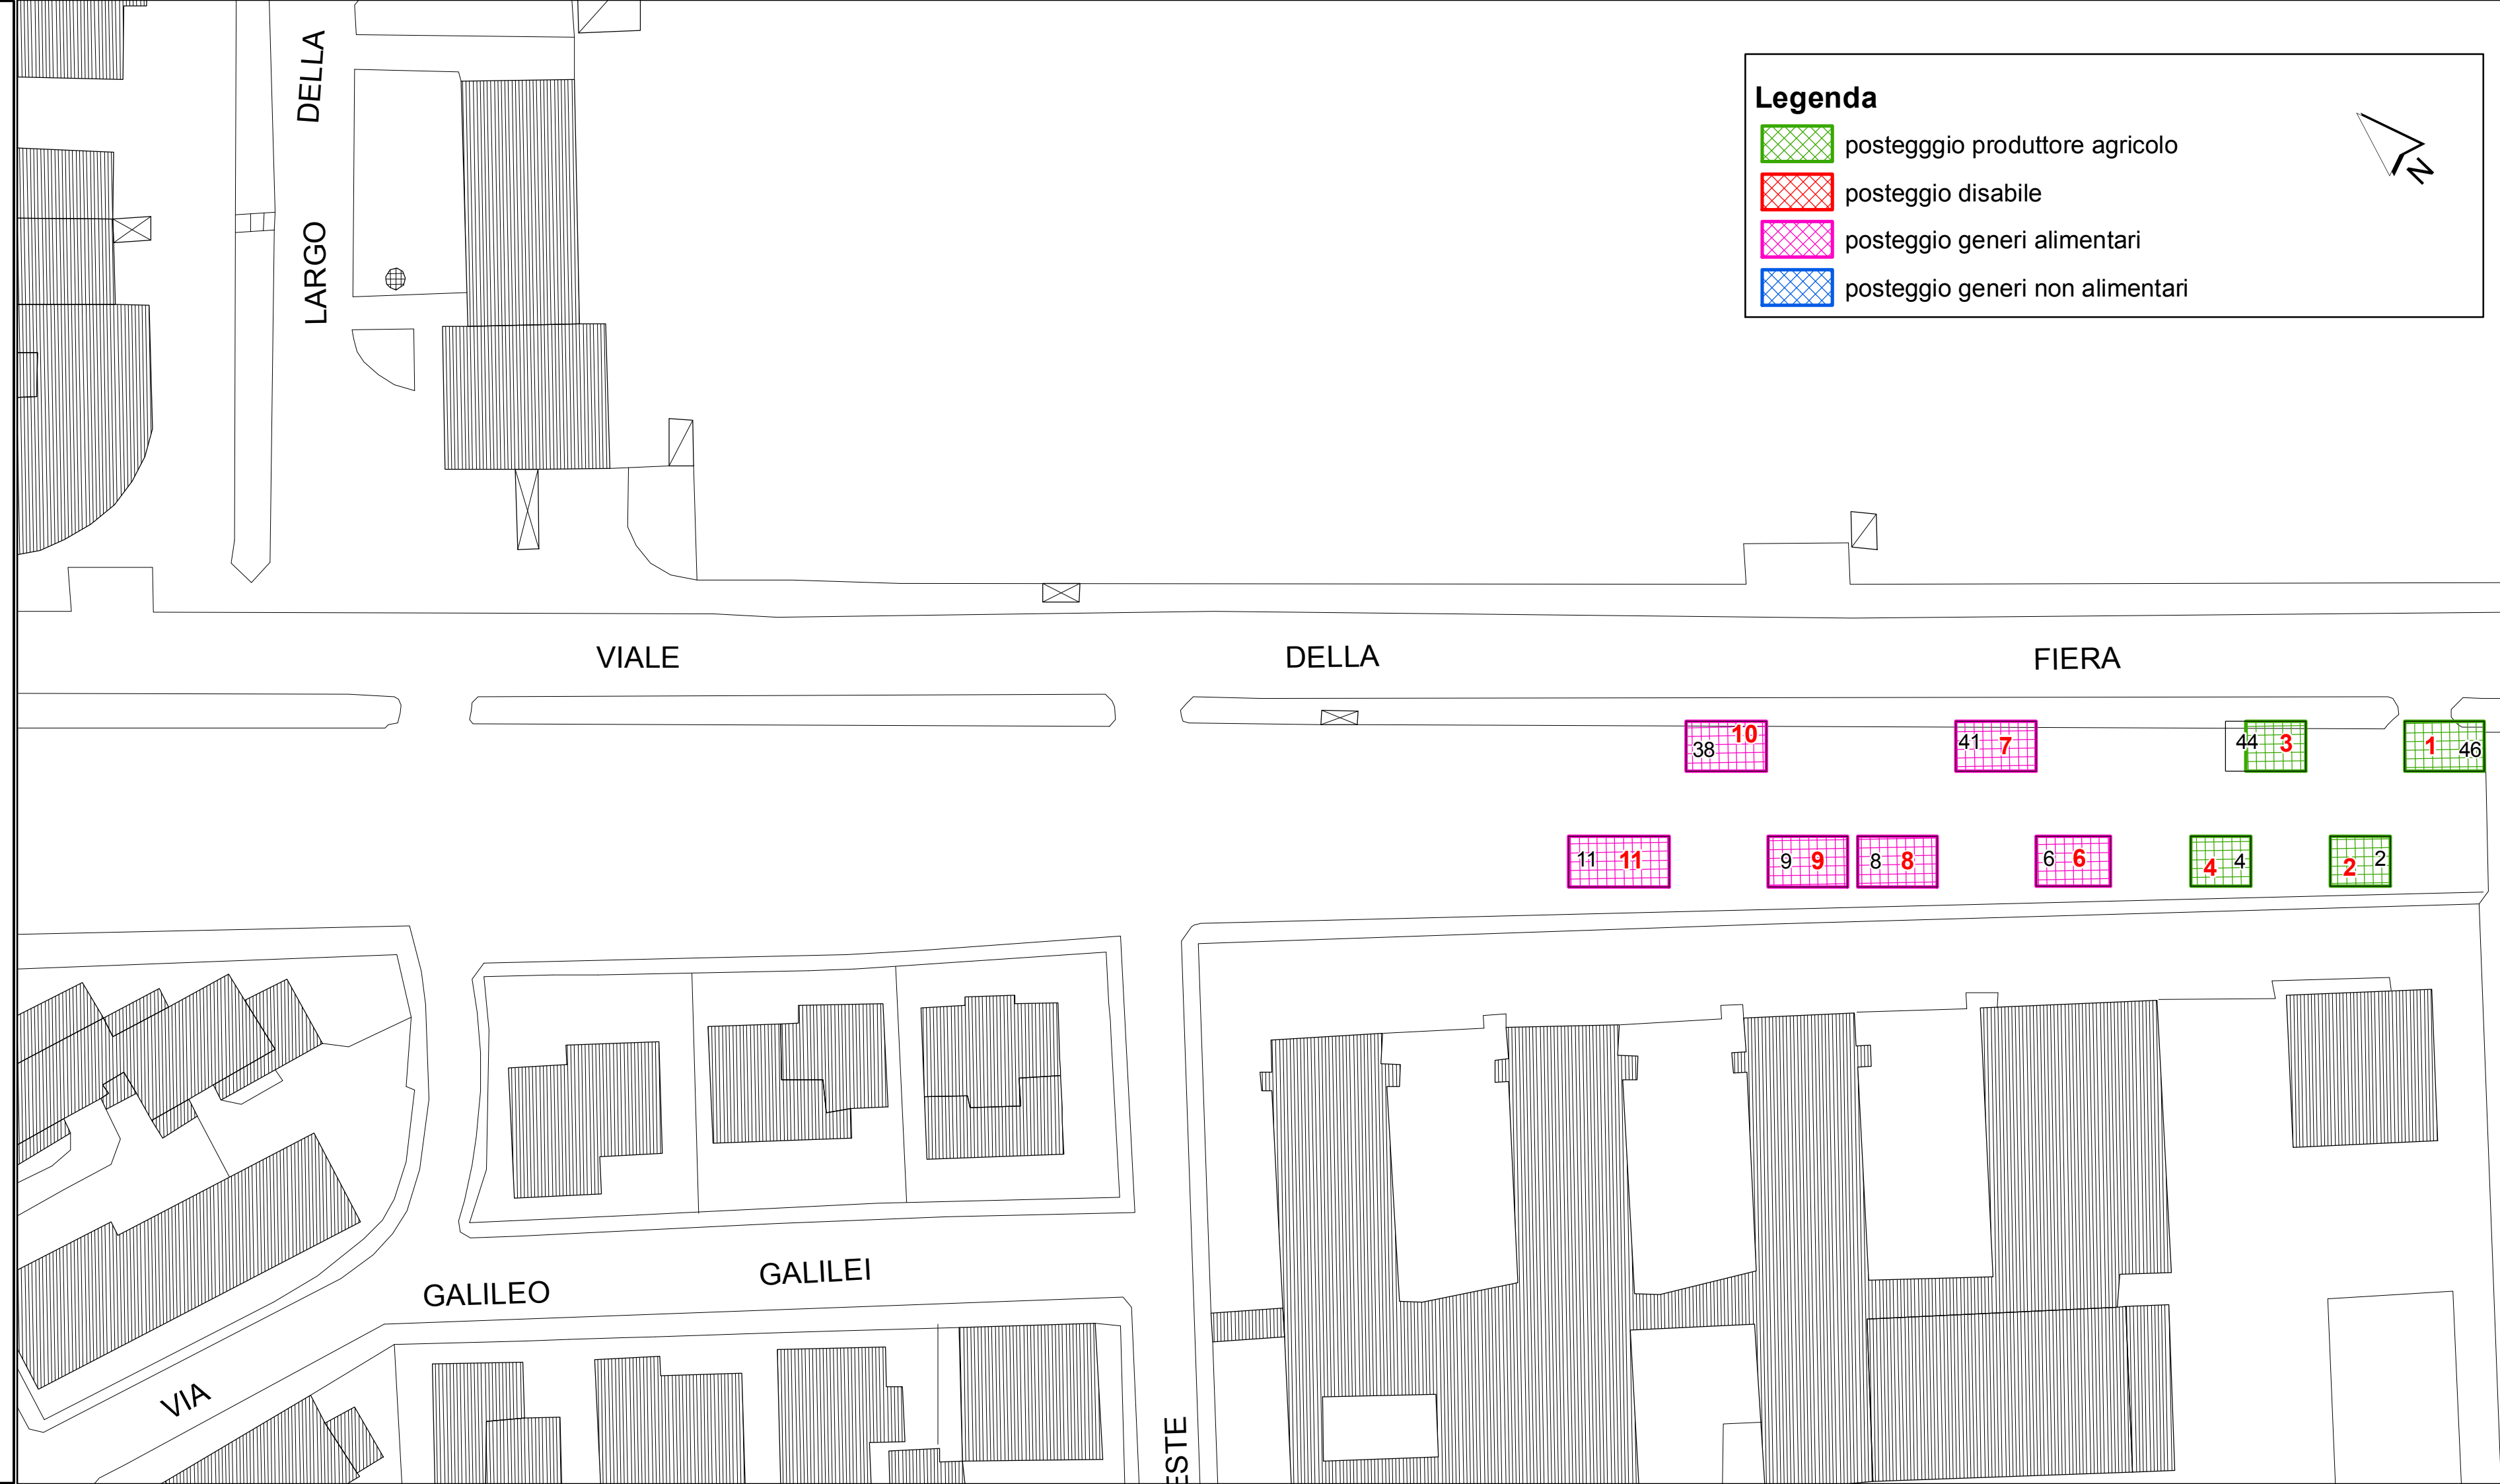 DELLA
LARGO
Legenda
postegggio produttore agricolo
posteggio disabile
posteggio generi alimentari
posteggio generi non alimentari
N
VIALE DELLA FIERA
38 10
41 7
44 3
1 46
11 11
9 9
8 8
6 6
4 4
2 2
VIA GALILEO GALILEI
ESTE